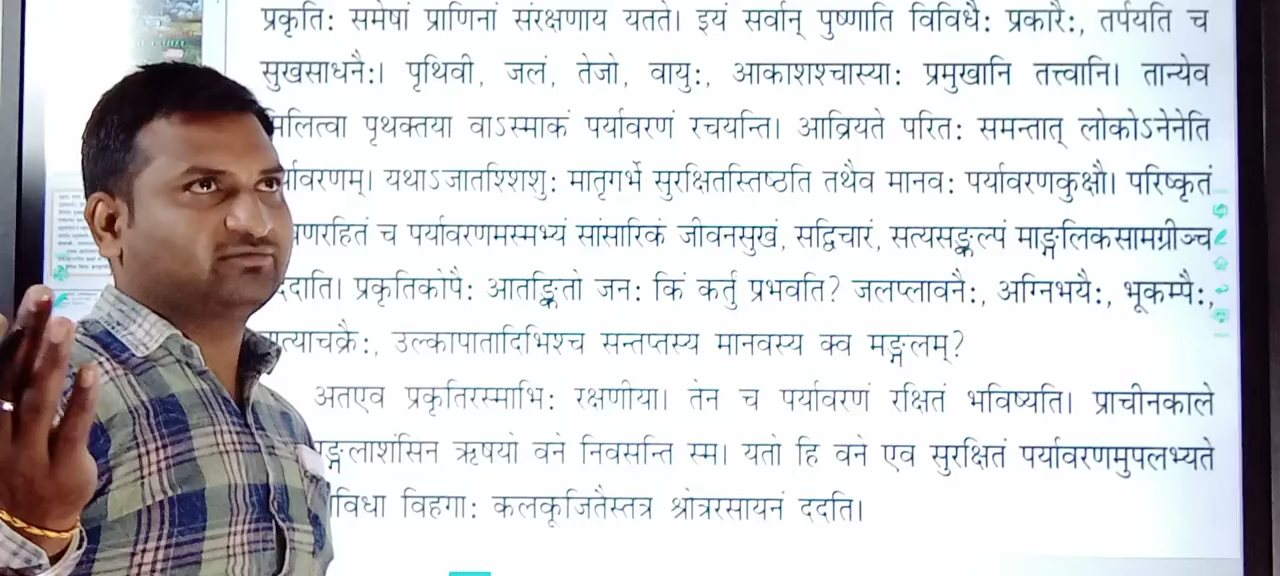 प्रकृतिः समेषां प्राणिनां संरक्षणाय यतते। इयं सर्वान् पुष्णाति विविधैः प्रकारैः, तर्पयति च
सुखसाधनैः। पृथिवी, जलं, तेजो, वायुः, आकाशश्चास्याः प्रमुखानि तत्त्वानि। तान्येव
मिलित्वा पृथक्तया वाऽस्माकं पर्यावरणं रचयन्ति। आव्रियते परितः समन्तात् लोकोऽनेनेति
र्यावरणम्। यथाऽजातश्शिशुः मातृगर्भे सुरक्षितस्तिष्ठति तथैव मानवः पर्यावरणकुक्षौ। परिष्कृतं
षणरहितं च पर्यावरणमस्मभ्यं सांसारिकं जीवनसुखं, सद्विचारं, सत्यसङ्कल्पं माङ्गलिकसामग्रीञ्च
ददाति। प्रकृतिकोपैः आतङ्कितो जनः किं कर्तुं प्रभवति? जलप्लावनैः, अग्निभयैः, भूकम्पैः,
त्याचक्रैः, उल्कापातादिभिश्च सन्तप्तस्य मानवस्य क्व मङ्गलम्?
अतएव प्रकृतिरस्माभिः रक्षणीया। तेन च पर्यावरणं रक्षितं भविष्यति। प्राचीनकाले
ङ्गलाशंसिन ऋषयो वने निवसन्ति स्म। यतो हि वने एव सुरक्षितं पर्यावरणमुपलभ्यते
विधा विहगाः कलकूजितैस्तत्र श्रोत्ररसायनं ददति।